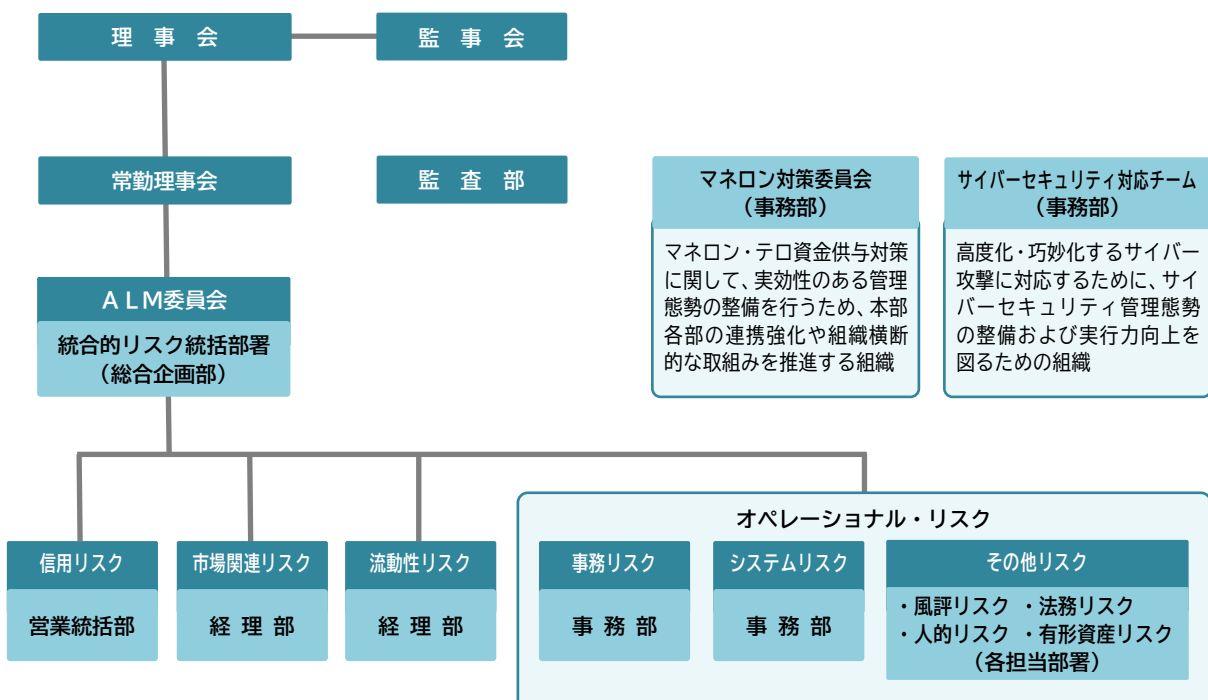 理事会
監事会
常勤理事会
監査部
マネロン対策委員会
（事務部）
マネロン・テロ資金供与対策
に関して、実効性のある管理
態勢の整備を行うため、本部
各部の連携強化や組織横断
的な取組みを推進する組織
サイバーセキュリティ対応チーム
（事務部）
高度化・巧妙化するサイバー
攻撃に対応するために、サイ
バーセキュリティ管理態勢
の整備および実行力向上を
図るための組織
ＡＬＭ委員会
統合的リスク統括部署
（総合企画部）
オペレーショナル・リスク
信用リスク
営業統括部
市場関連リスク
経理部
流動性リスク
経理部
事務リスク
事務部
システムリスク
事務部
その他リスク
・風評リスク ・法務リスク
・人的リスク ・有形資産リスク
（各担当部署）